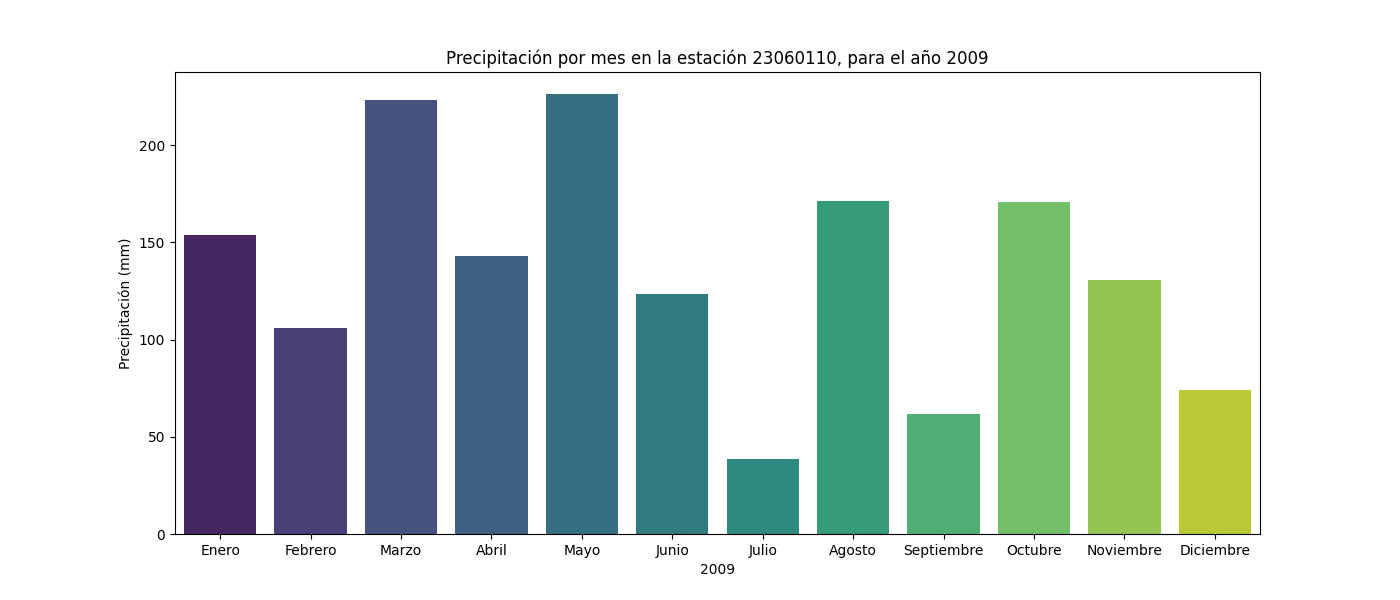 Precipitación por mes en la estación 23060110, para el año 2009
Precipitación (mm)
200
150
100
50
0
Enero Febrero Marzo Abril Mayo Junio Julio Agosto Septiembre Octubre Noviembre Diciembre
2009